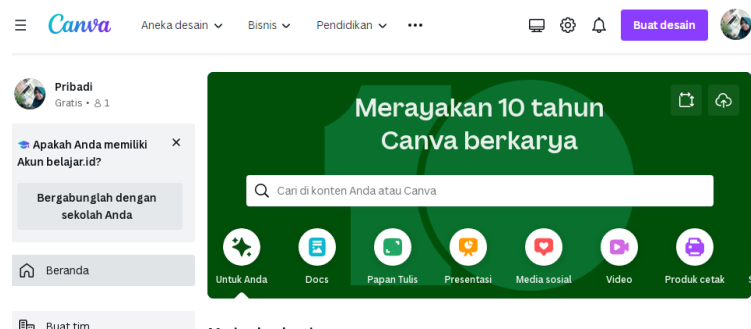 Canva
Aneka desain
Bisnis
Pendidikan
Buat desain
Pribadi
Gratis • 1
Apakah Anda memiliki
Akun belajar.id?
Bergabunglah dengan
sekolah Anda
Beranda
Buat tim
Merayakan 10 tahun
Canva berkarya
Cari di konten Anda atau Canva
Untuk Anda
Docs
Papan Tulis
Presentasi
Media sosial
Video
Produk cetak